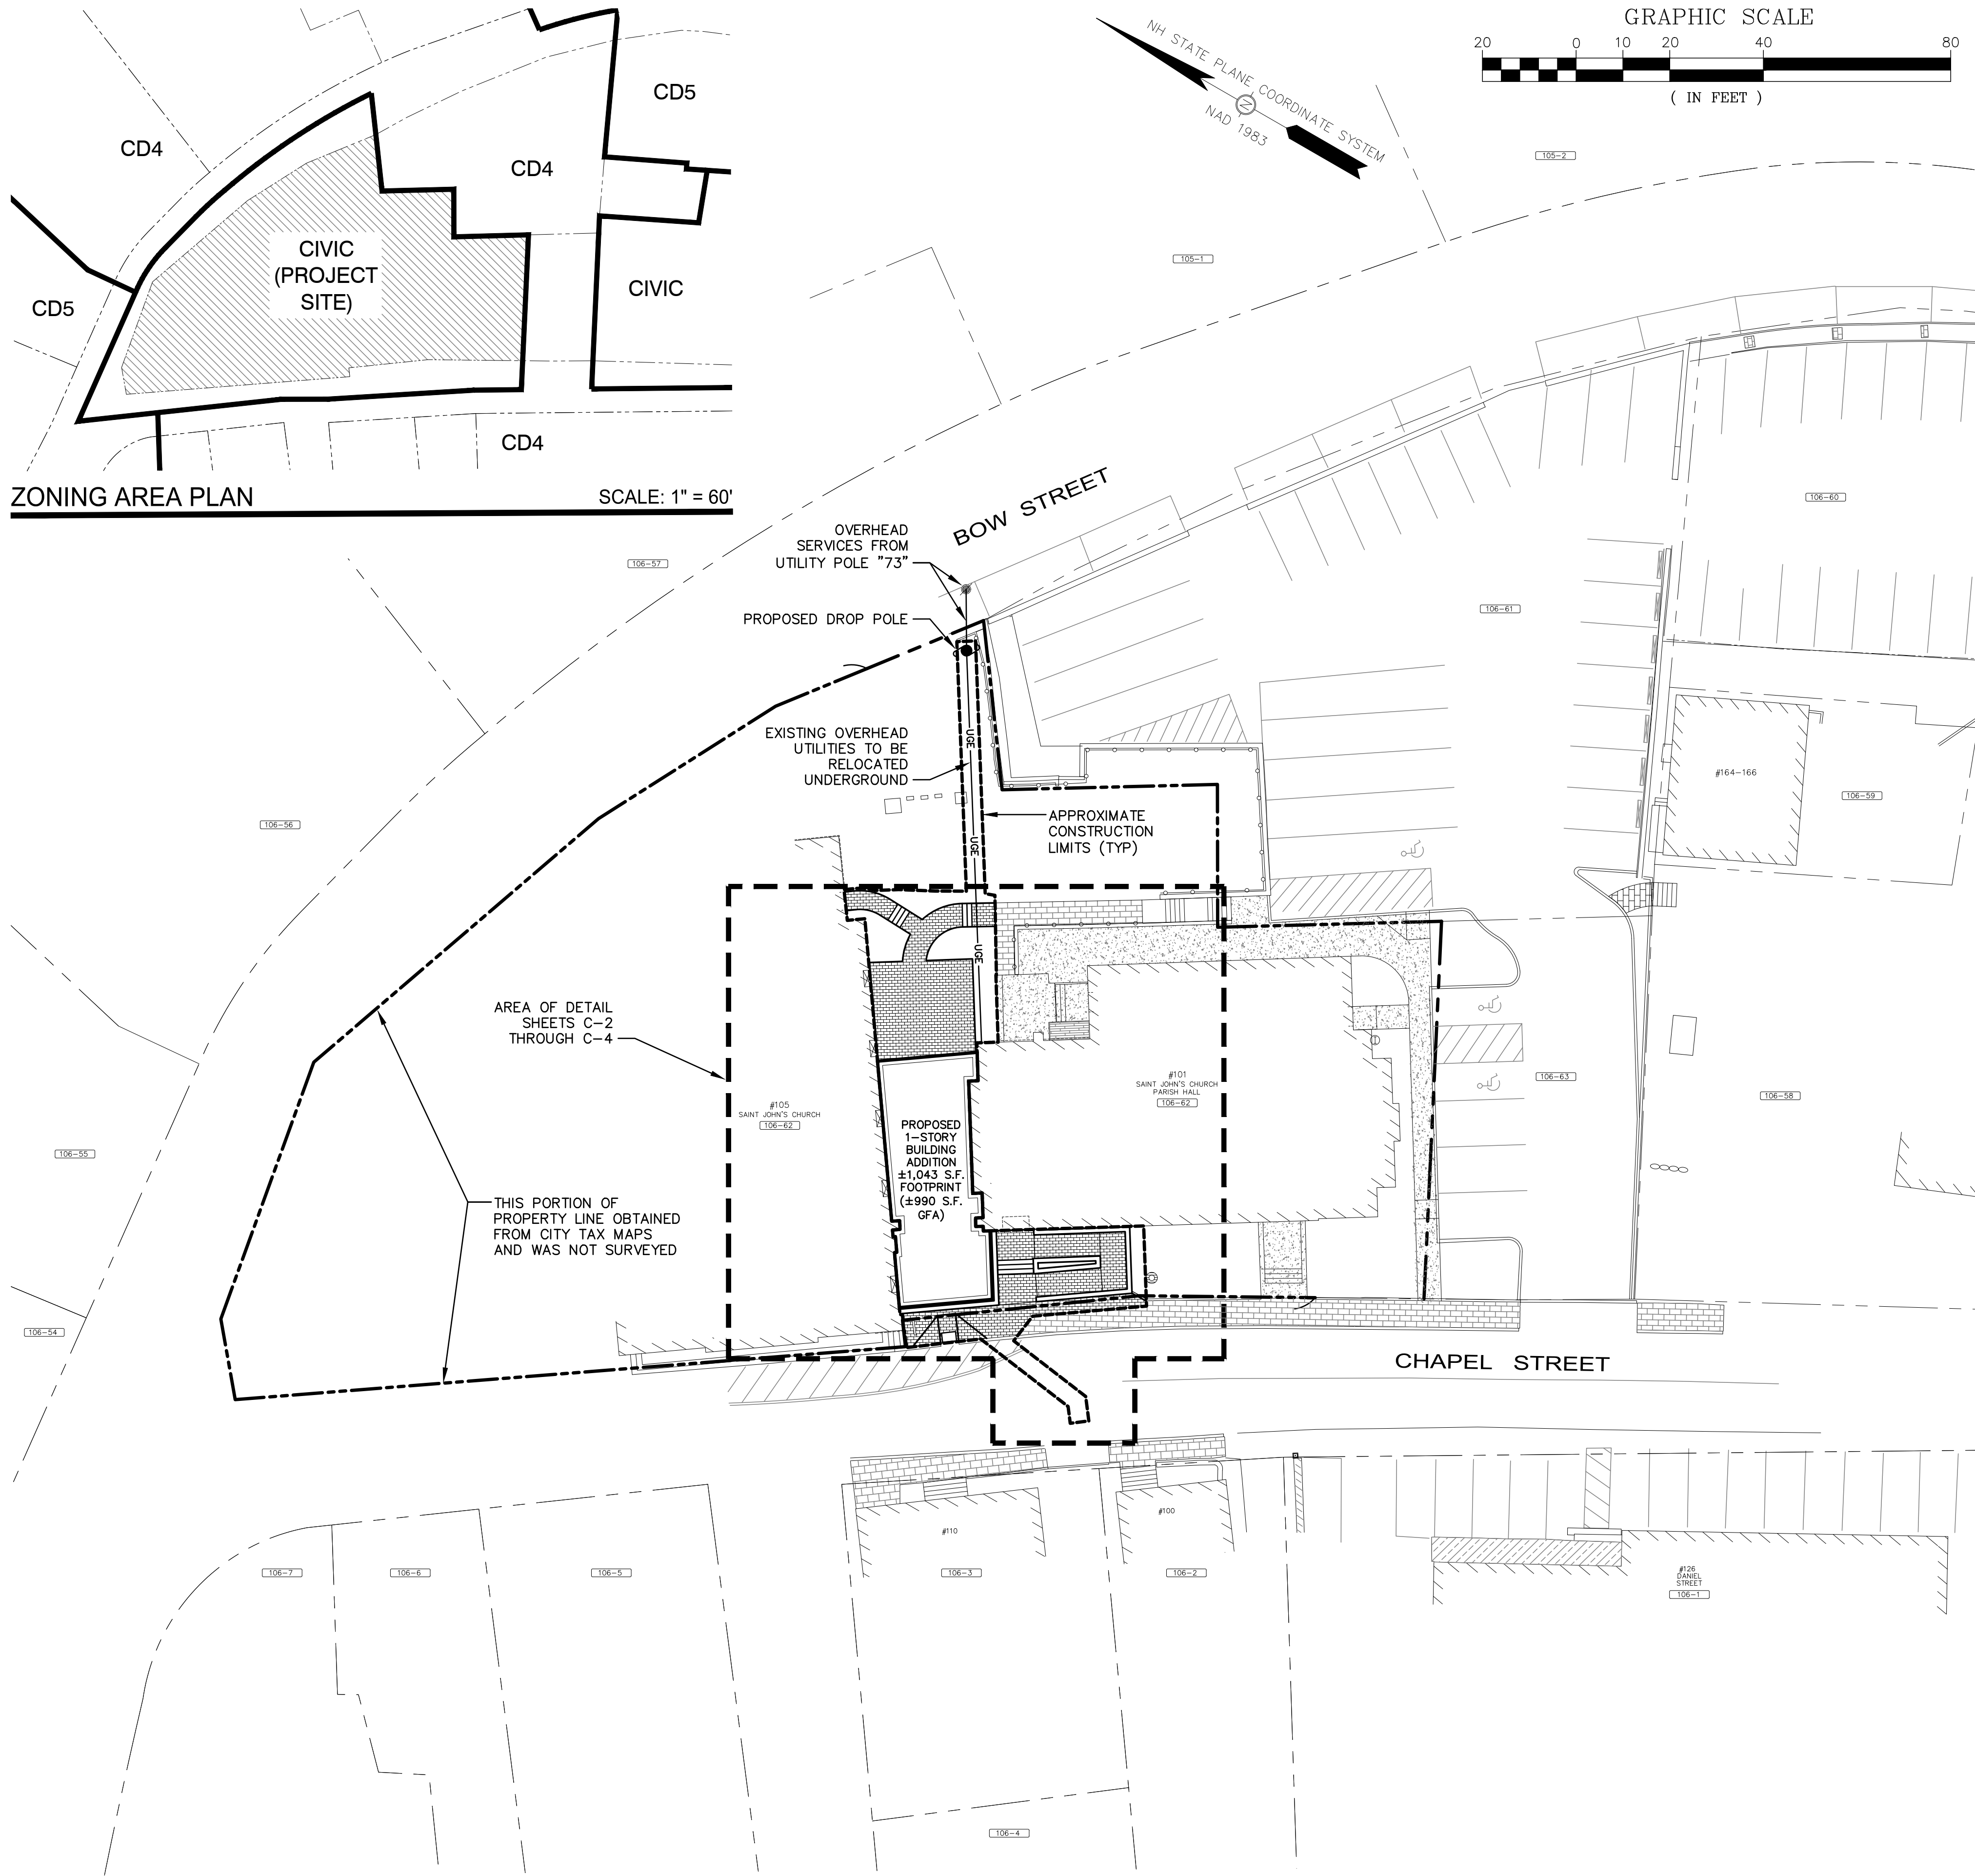 GRAPHIC SCALE
20 0 10 20 40 80
( IN FEET )
NH STATE PLANE COORDINATE SYSTEM
N
NAD 1983
CD5
CD4
CD4
CIVIC
(PROJECT
SITE)
CIVIC
CD5
CD4
ZONING AREA PLAN
SCALE: 1" = 60'
105-2
105-1
BOW STREET
106-60
OVERHEAD
SERVICES FROM
UTILITY POLE "73"
106-57
106-61
PROPOSED DROP POLE
EXISTING OVERHEAD
UTILITIES TO BE
RELOCATED
UNDERGROUND
UGE
#164-166
106-59
106-56
APPROXIMATE
CONSTRUCTION
LIMITS (TYP)
UGE
UGE
AREA OF DETAIL
SHEETS C-2
THROUGH C-4
#105
SAINT JOHN'S CHURCH
106-62
#101
SAINT JOHN'S CHURCH
PARISH HALL
106-62
106-63
106-58
PROPOSED
1-STORY
BUILDING
ADDITION
±1,043 S.F.
FOOTPRINT
(±990 S.F.
GFA)
106-55
THIS PORTION OF
PROPERTY LINE OBTAINED
FROM CITY TAX MAPS
AND WAS NOT SURVEYED
106-54
CHAPEL STREET
#110
#100
106-7
106-6
106-5
106-3
106-2
#126
DANIEL
STREET
106-1
106-4